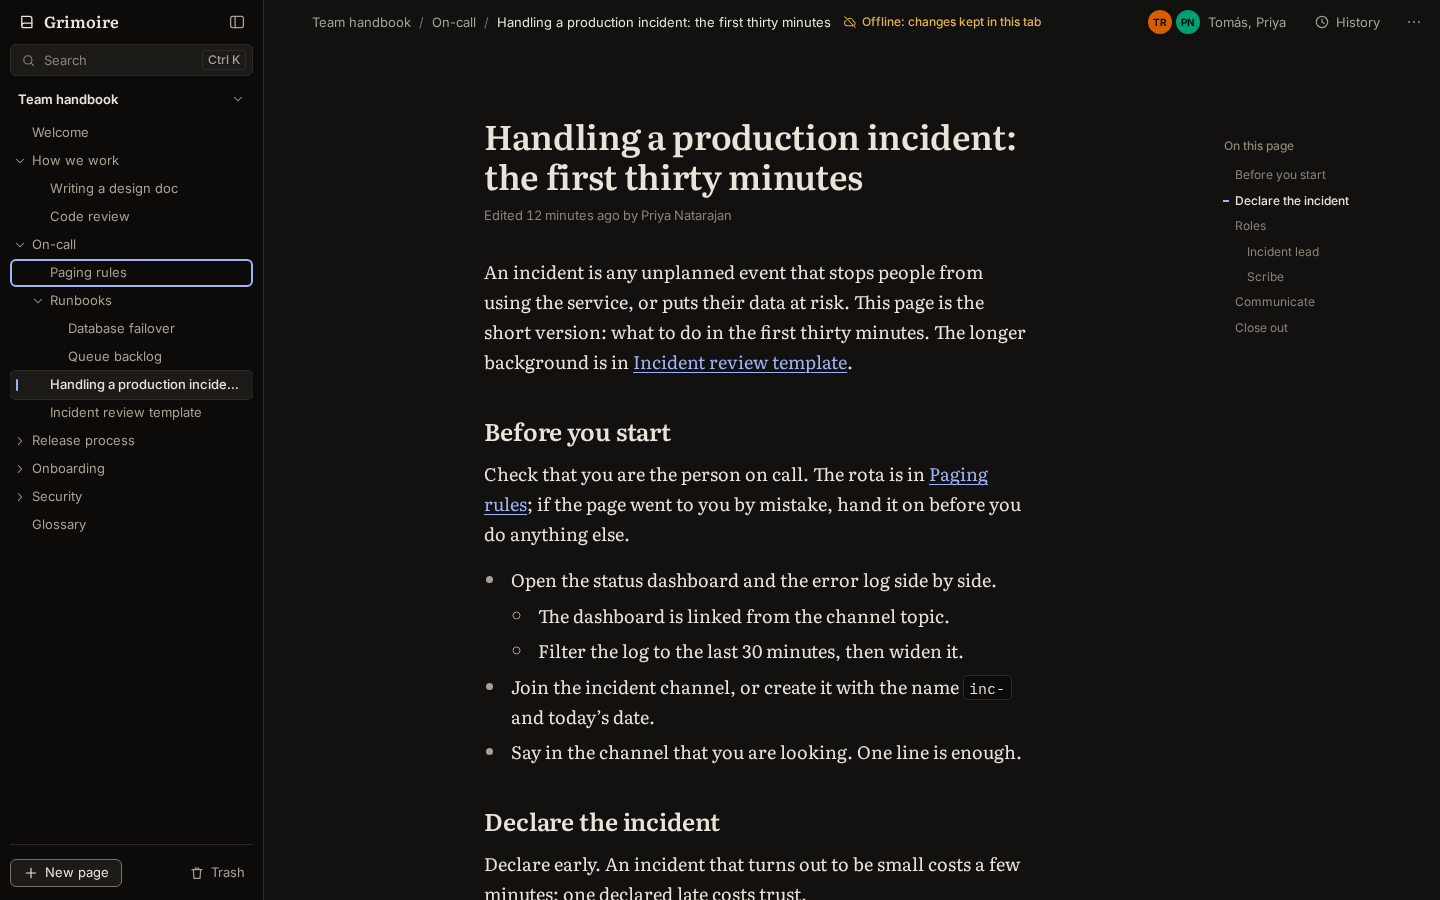 Grimoire
Search
Ctrl K
Team handbook
Welcome
How we work
Writing a design doc
Code review
On-call
Paging rules
Runbooks
Database failover
Queue backlog
Handling a production incide…
Incident review template
Release process
Onboarding
Security
Glossary
New page
Trash
Team handbook / On-call / Handling a production incident: the first thirty minutes
Offline: changes kept in this tab
TR
PN
Tomás, Priya
History
Handling a production incident:
the first thirty minutes
Edited 12 minutes ago by Priya Natarajan
An incident is any unplanned event that stops people from
using the service, or puts their data at risk. This page is the
short version: what to do in the first thirty minutes. The longer
background is in Incident review template.
Before you start
Check that you are the person on call. The rota is in Paging
rules; if the page went to you by mistake, hand it on before you
do anything else.
Open the status dashboard and the error log side by side.
The dashboard is linked from the channel topic.
Filter the log to the last 30 minutes, then widen it.
Join the incident channel, or create it with the name inc-
and today’s date.
Say in the channel that you are looking. One line is enough.
Declare the incident
Declare early. An incident that turns out to be small costs a few
minutes; one declared late costs trust.
On this page
Before you start
Declare the incident
Roles
Incident lead
Scribe
Communicate
Close out